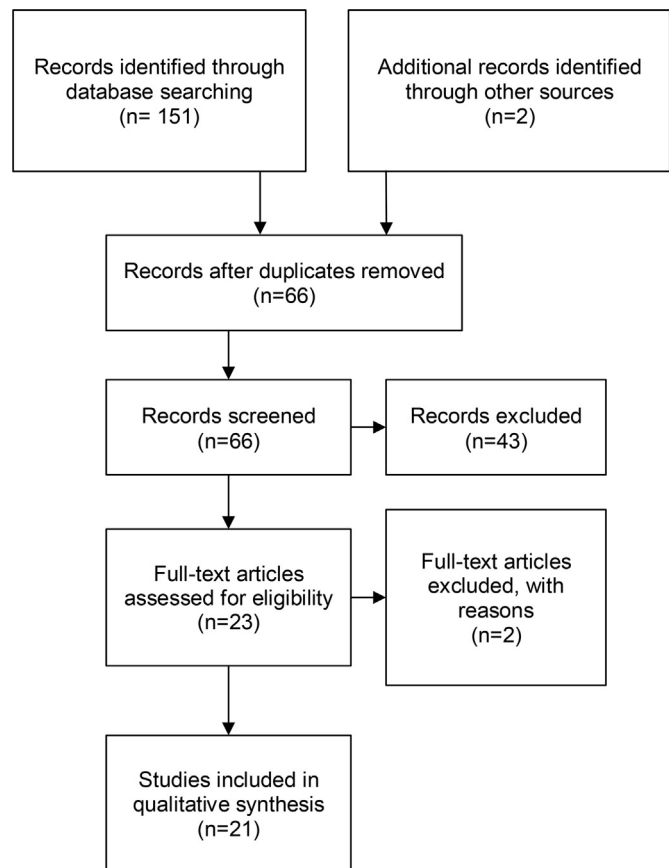 Records identified through
database searching
(n= 151)
Additional records identified
through other sources
(n=2)
Records after duplicates removed
(n=66)
Records screened
(n=66)
Records excluded
(n=43)
Full-text articles
assessed for eligibility
(n=23)
Full-text articles
excluded, with
reasons
(n=2)
Studies included in
qualitative synthesis
(n=21)